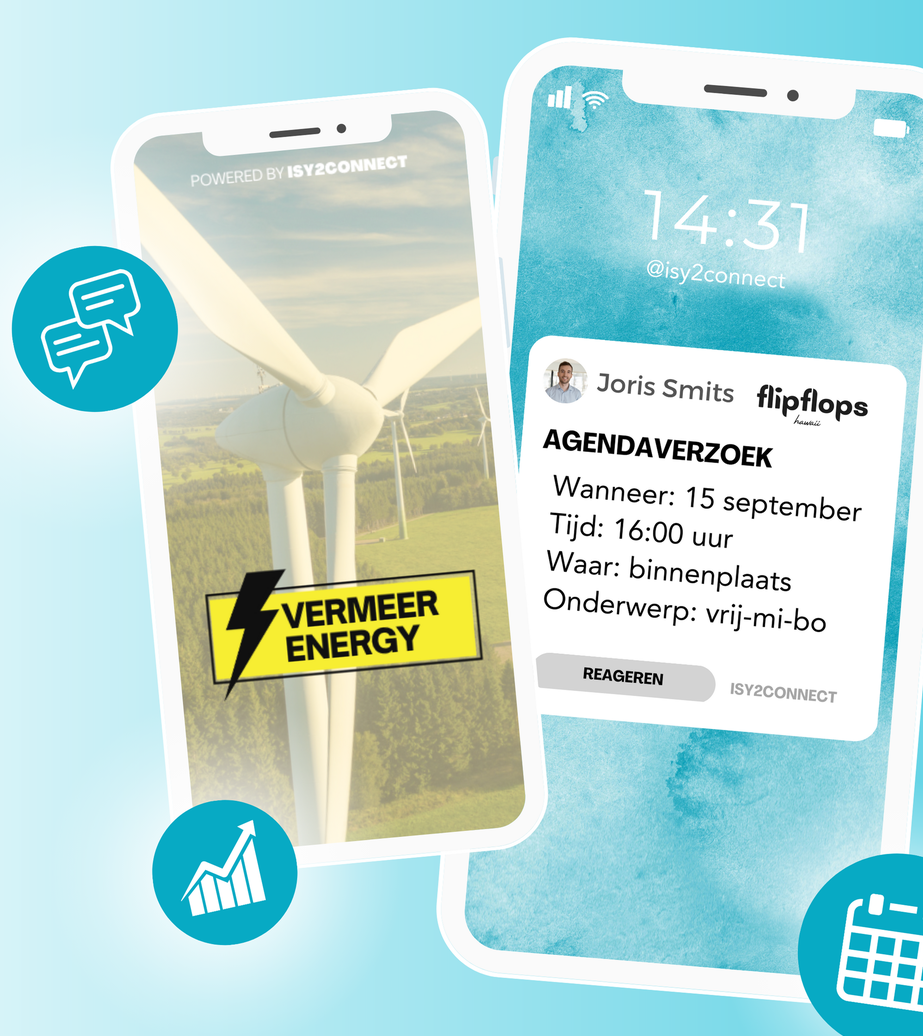 POWERED BY ISY2CONNECT
VERMEER
ENERGY
14:31
@isy2connect
Joris Smits
flipflops
hawaii
AGENDAVERZOEK
Wanneer: 15 september
Tijd: 16:00 uur
Waar: binnenplaats
Onderwerp: vrij-mi-bo
REAGEREN
ISY2CONNECT